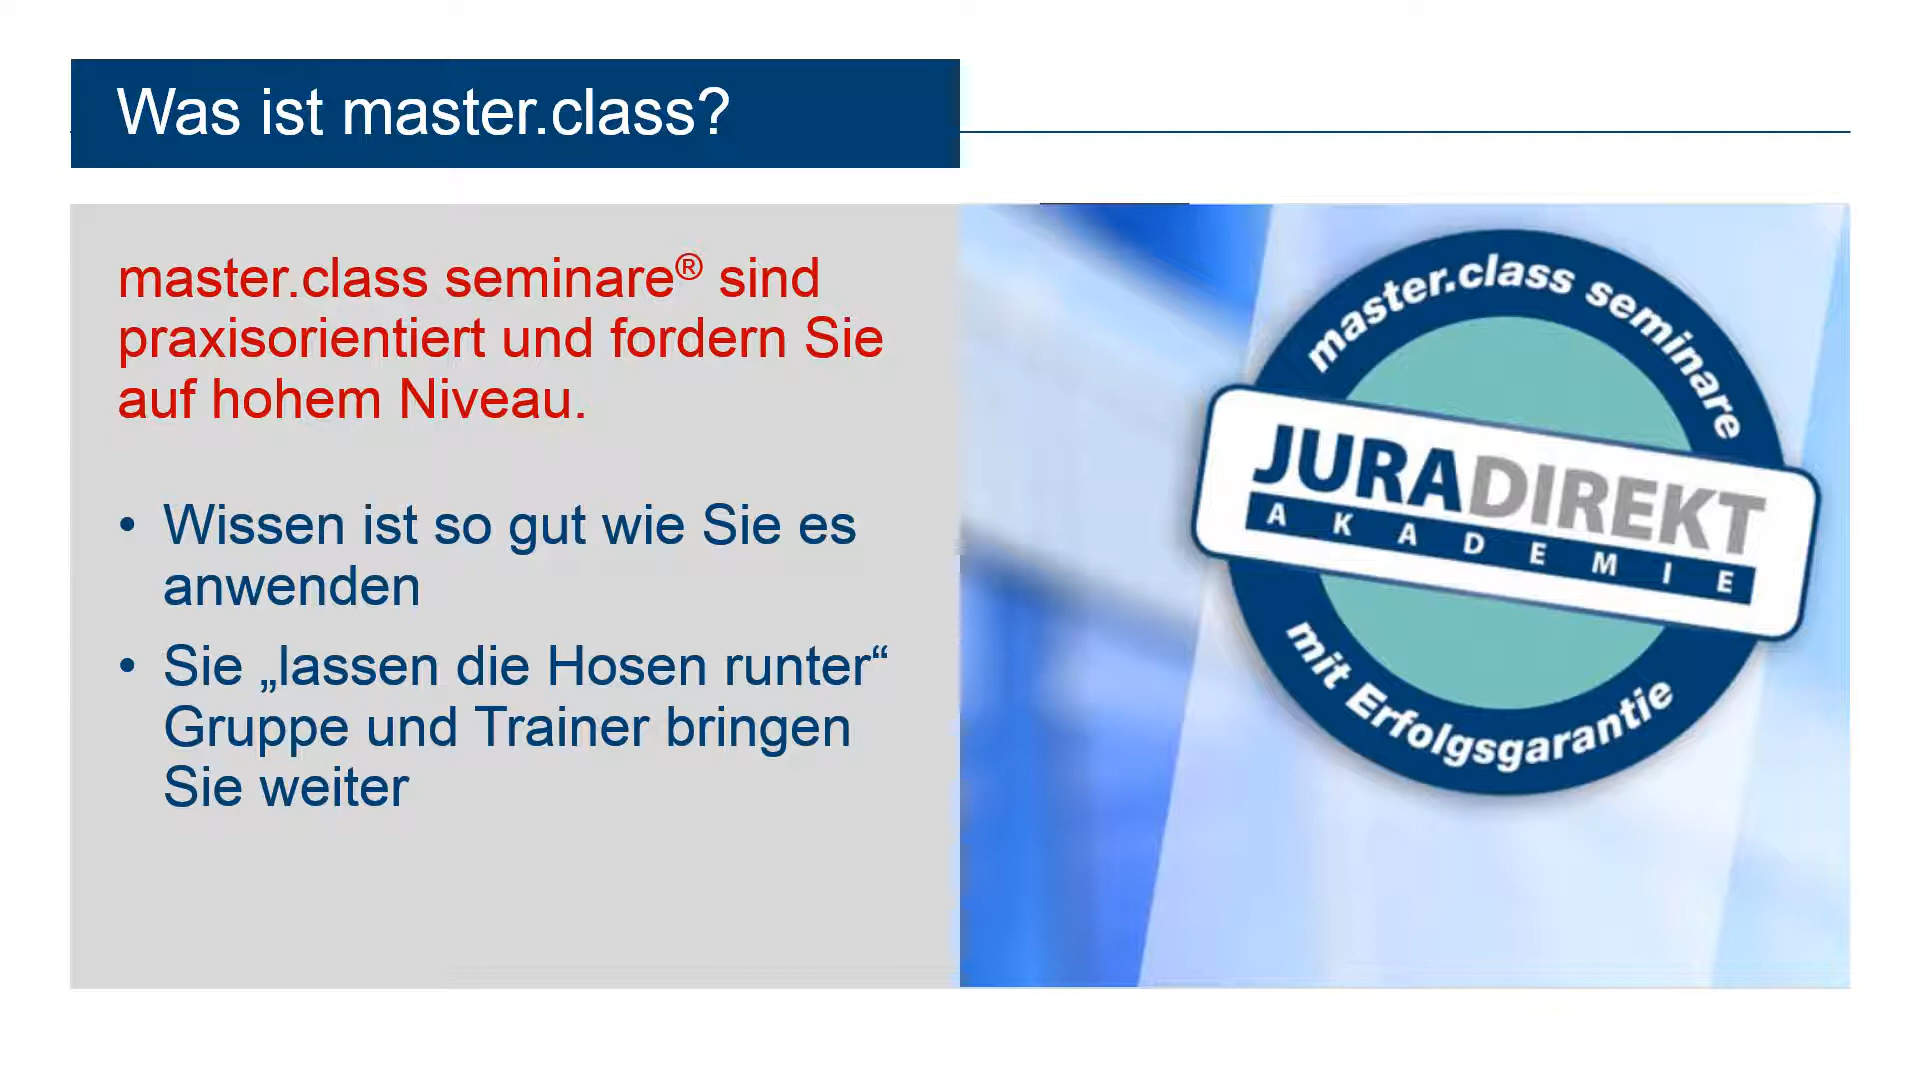 Was ist master.class?
master.class seminare® sind
praxisorientiert und fordern Sie
auf hohem Niveau.
• Wissen ist so gut wie Sie es
anwenden
• Sie „lassen die Hosen runter“
Gruppe und Trainer bringen
Sie weiter
master.class seminare
JURADIREKT
AKADEMIE
mit Erfolgsgarantie